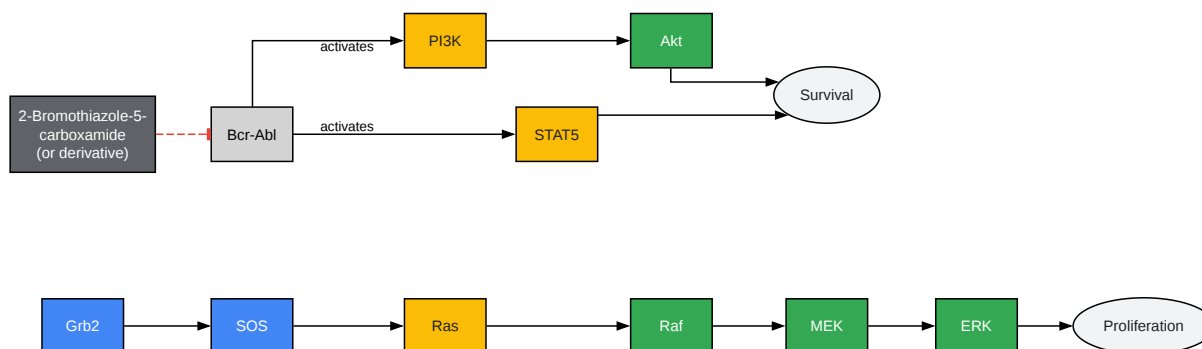 activates
PI3K
Akt
Survival
2-Bromothiazole-5-
carboxamide
(or derivative)
Bcr-Abl
activates
STAT5
Grb2
SOS
Ras
Raf
MEK
ERK
Proliferation